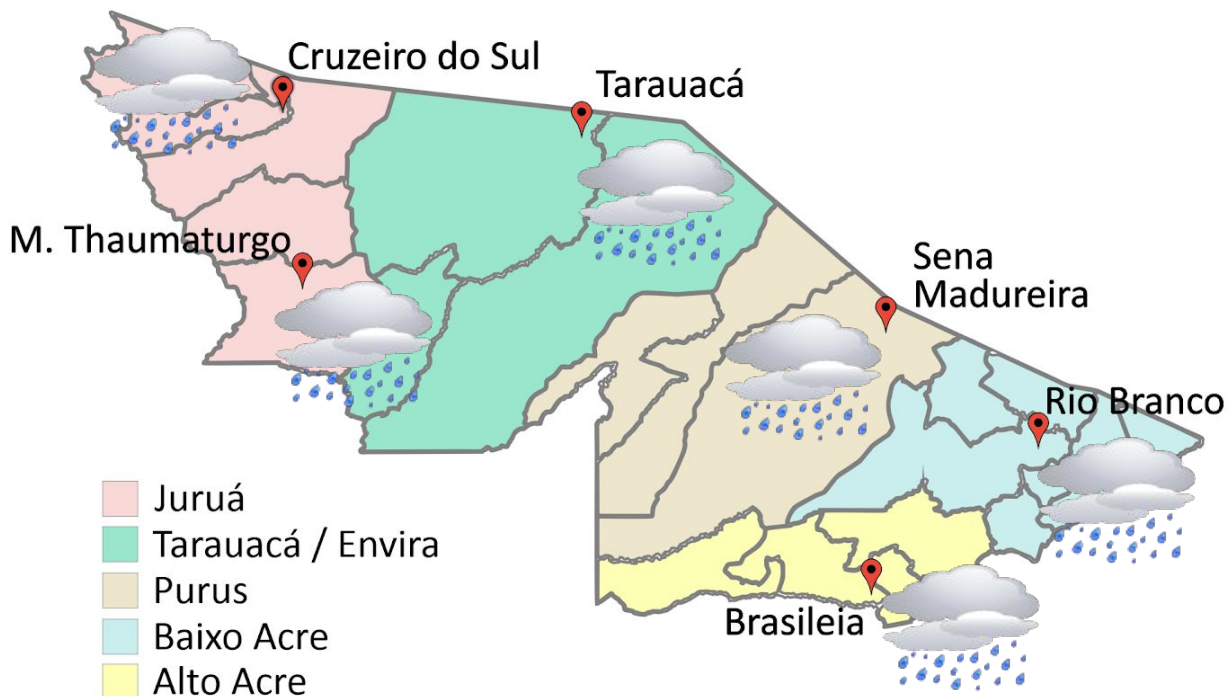 Cruzeiro do Sul
Tarauacá
M. Thaumaturgo
Sena
Madureira
Rio Branco
Brasileia
Juruá
Tarauacá / Envira
Purus
Baixo Acre
Alto Acre